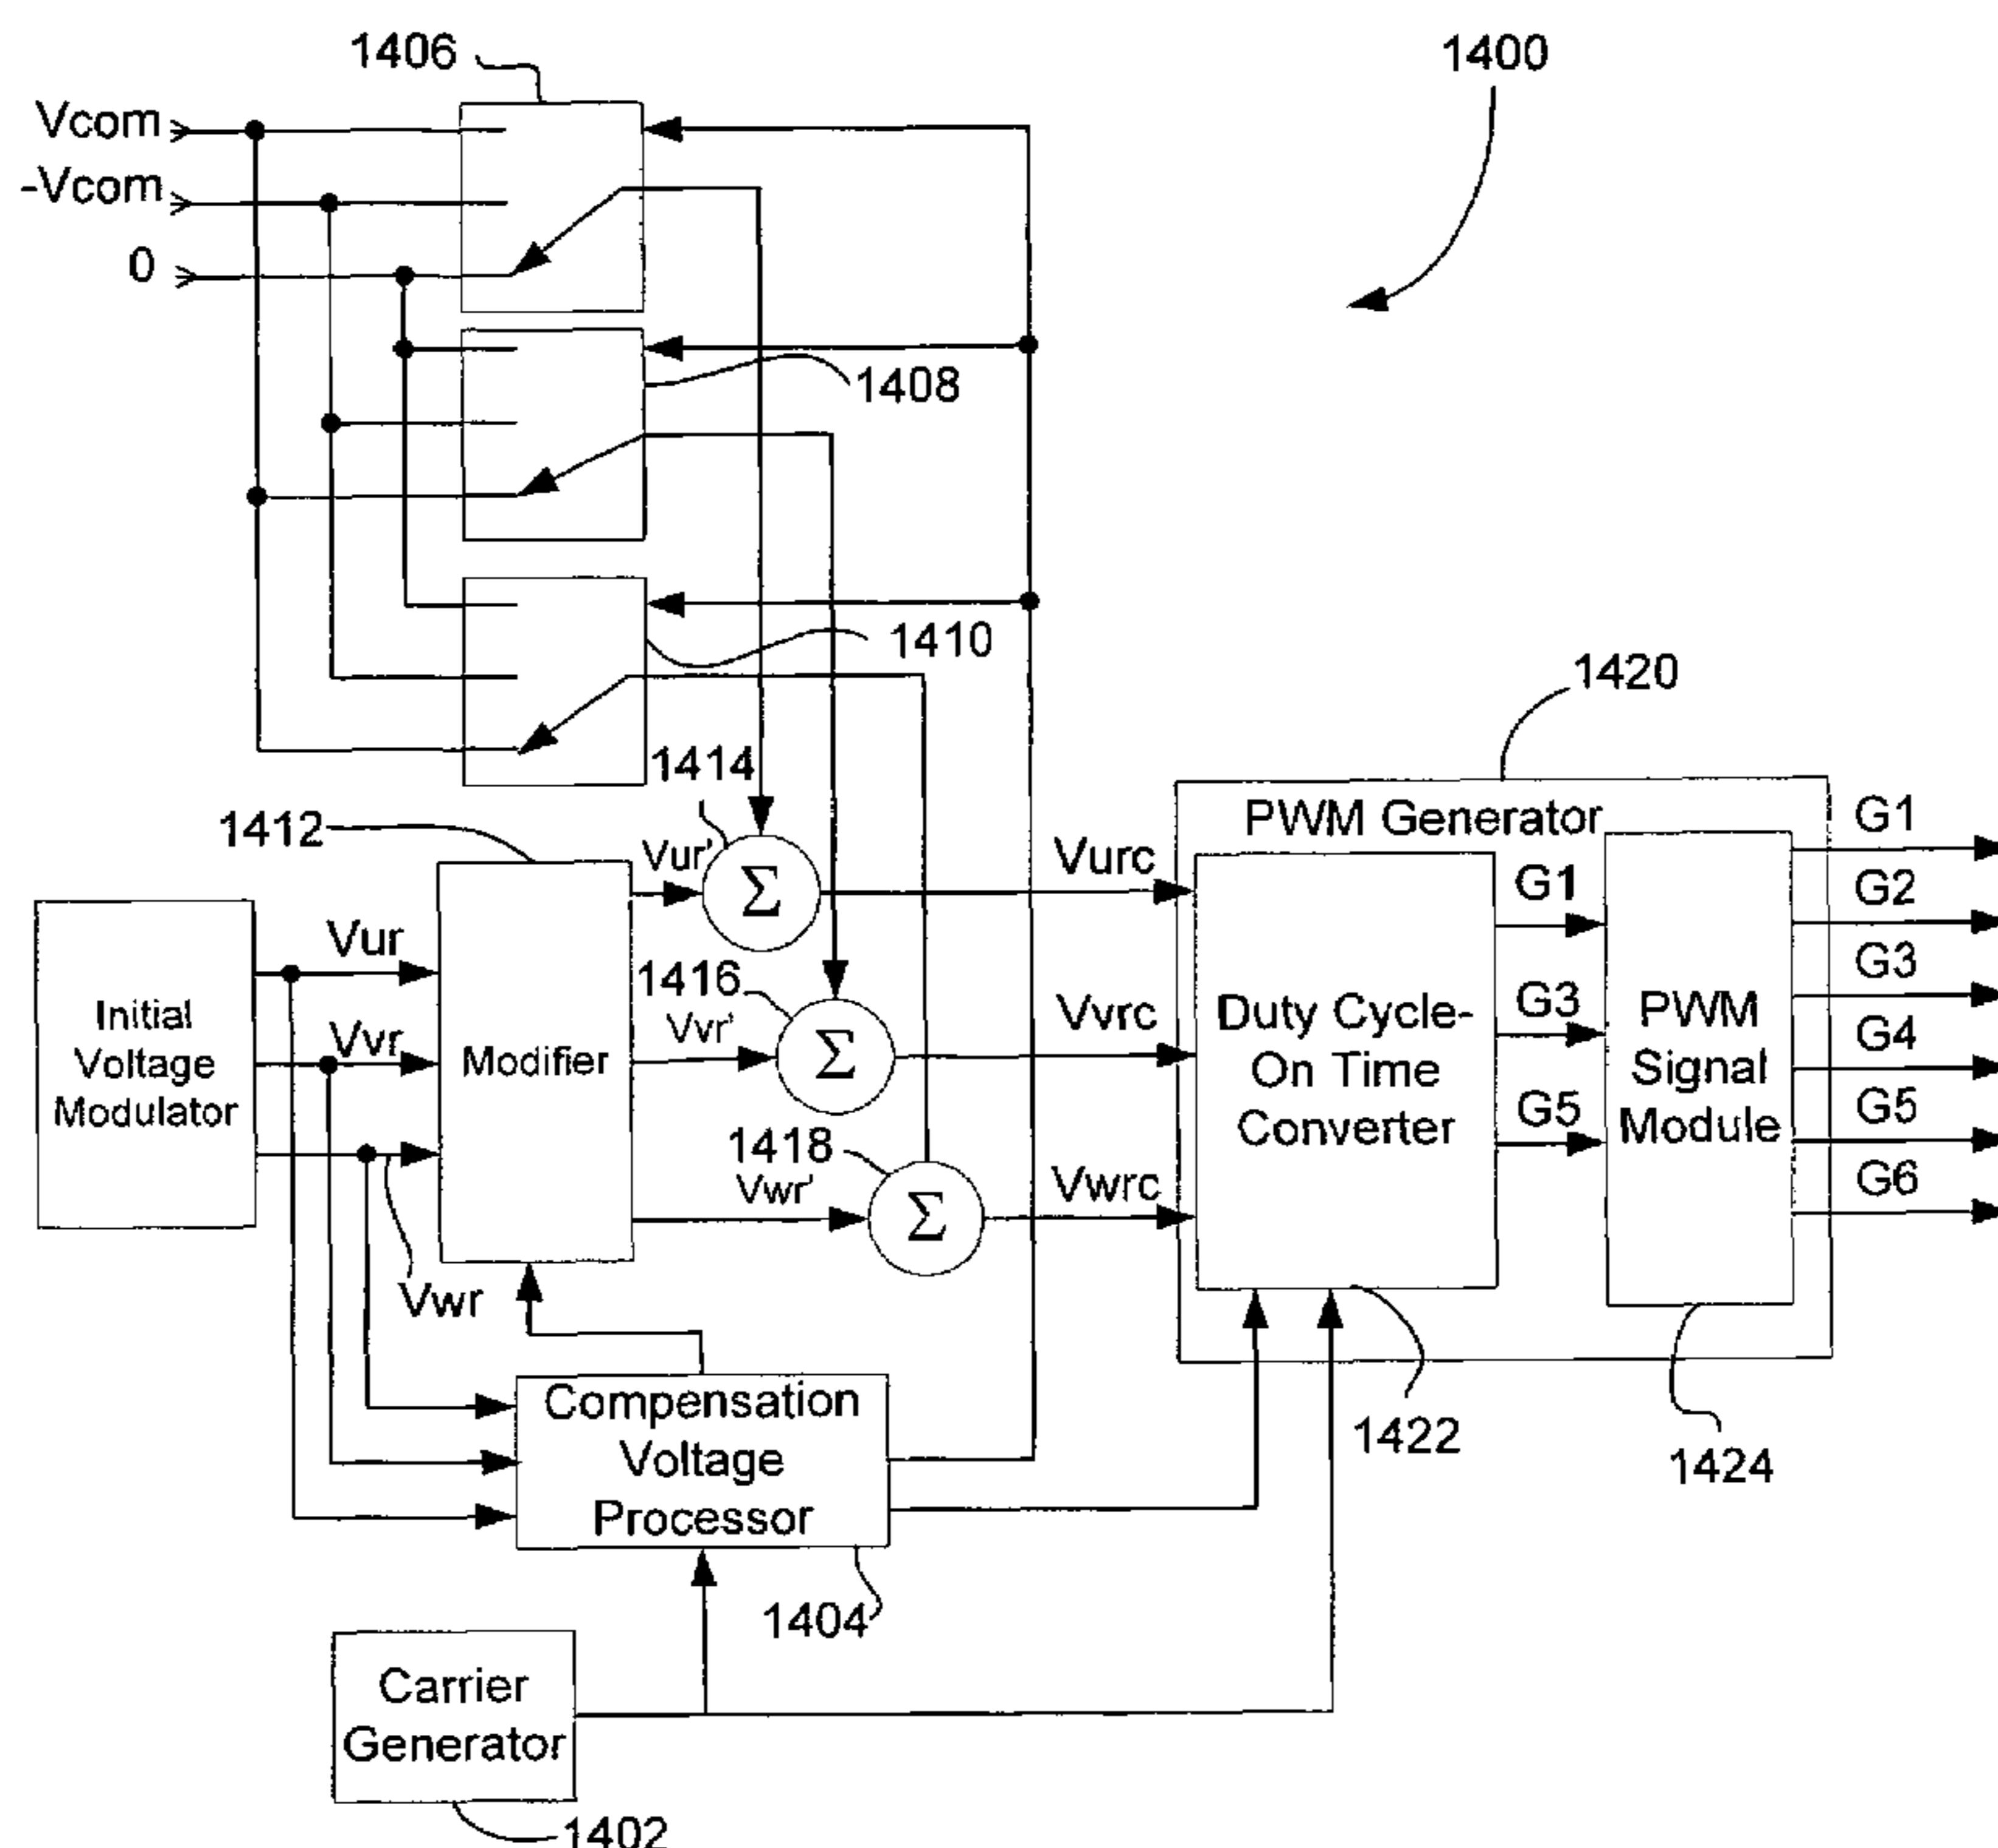 1406
1400
Vcom
-Vcom
0
1408
1410
1420
1414
1412
Vur'
Vurc
PWM Generator
G1
G1
G2
Vur
G3
1416
Initial
Voltage
Modulator
Vvr
Modifier
Vvr'
Vvrc
Duty Cycle-
On Time
Converter
G3
PWM
Signal
Module
G4
G5
G5
1418
Vwr'
Vwrc
G6
Vwr
Compensation
Voltage
Processor
1422
1424
1404
Carrier
Generator
1402
Σ
Σ
Σ